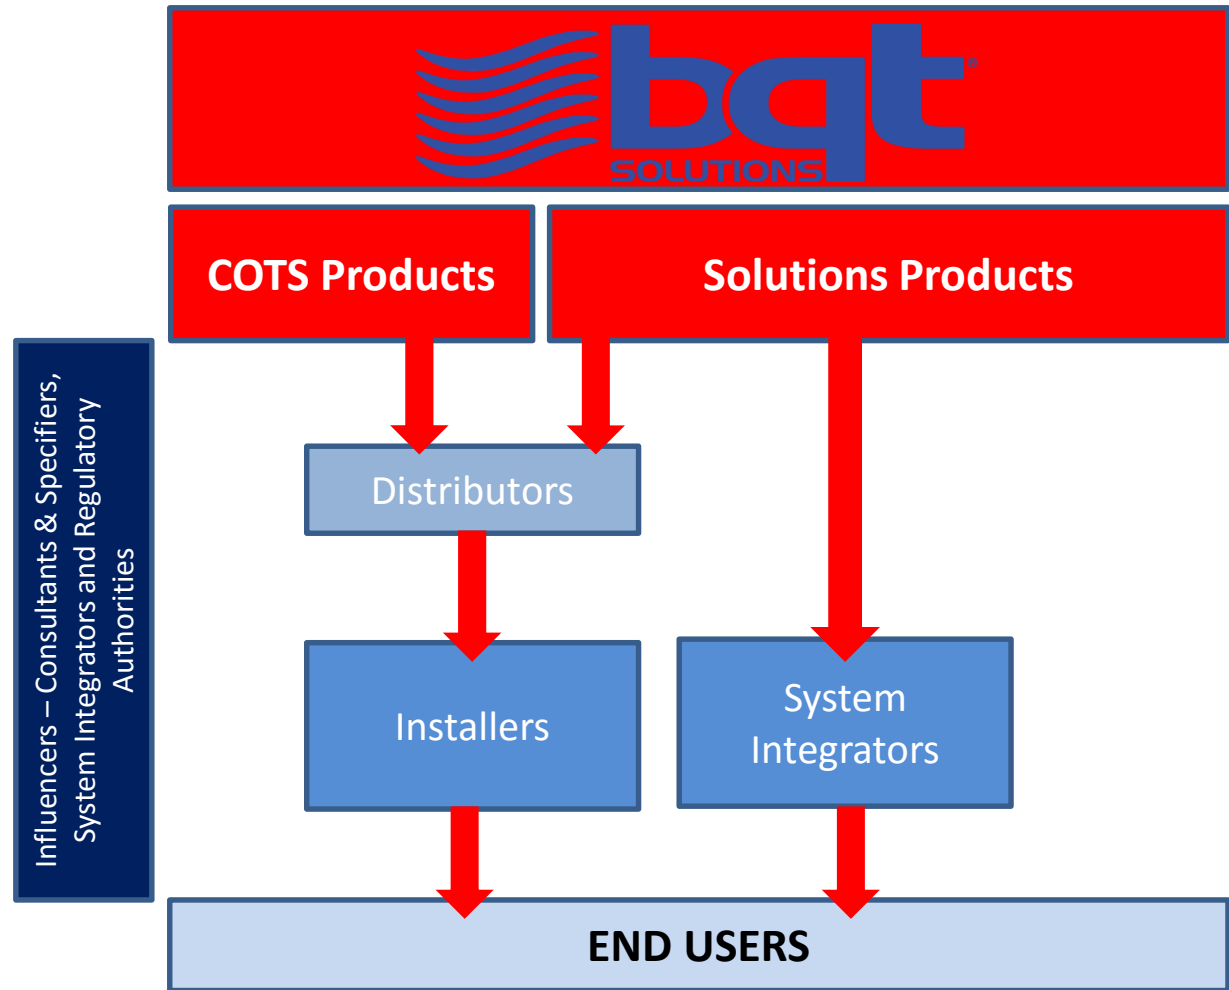 bqt®
SOLUTIONS
COTS Products
Solutions Products
Influencers – Consultants & Specifiers,
System Integrators and Regulatory
Authorities
Distributors
Installers
System
Integrators
END USERS